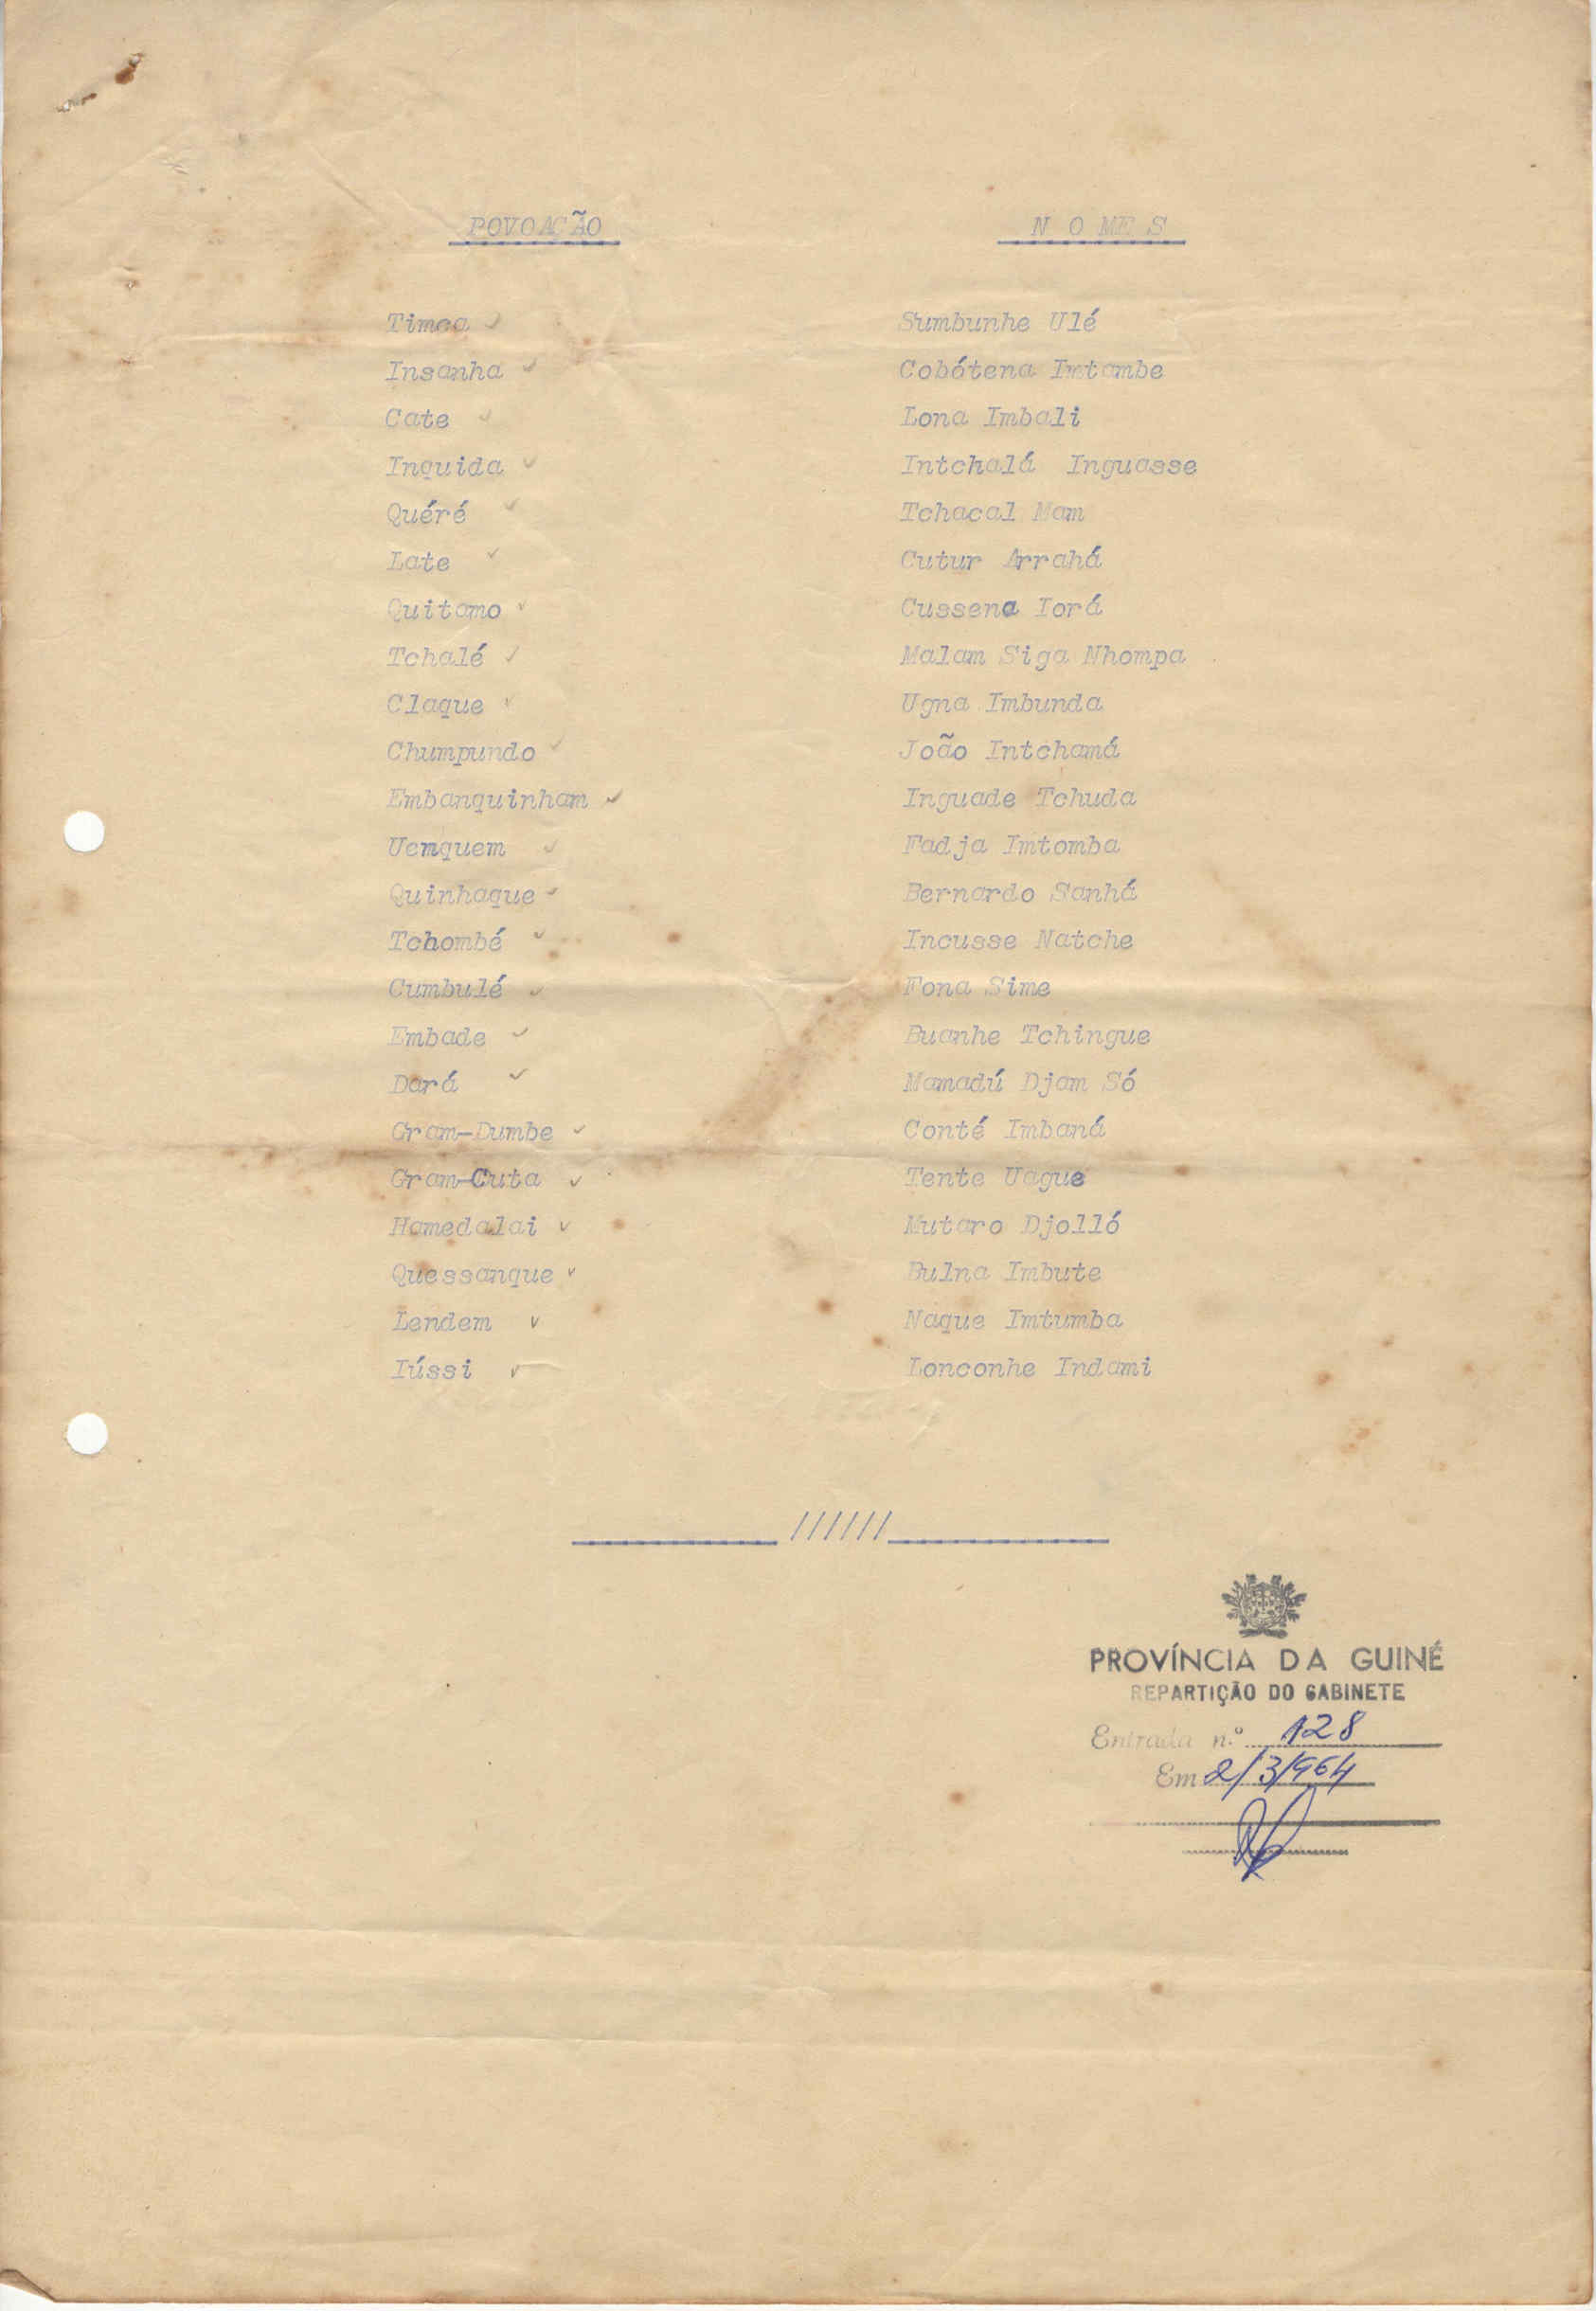 POVOAÇÃO N O M E S
Timoa ✓ Sumbunhe Ulé
Insanha ✓ Cobótena Imtambe
Cate ✓ Lona Imbali
Inquida ✓ Intchalá Inguasse
Quéré ✓ Tchacal Mam
Late ✓ Cutur Arrahá
Quitamo ✓ Cussena Iorá
Tchalé ✓ Malam Siga Nhompa
Claque ✓ Ugna Imbunda
Chumpundo ✓ João Intchamá
Embanquinham ✓ Inguade Tchuda
Uenquem ✓ Fadja Imtomba
Quinhaque ✓ Bernardo Sanhá
Tchombé ✓ Incusse Natche
Cumbulé ✓ Fona Sime
Embade ✓ Buanhe Tchingue
Dará ✓ Mamadú Djam Só
Gram-Dumbe ✓ Conté Imbaná
Gram-Cuta ✓ Tente Uague
Hamedalai ✓ Mutaro Djolló
Quessanque ✓ Bulna Imbute
Lendem ✓ Naque Imtumba
Iússi ✓ Lonconhe Indami
//////
PROVÍNCIA DA GUINÉ
REPARTIÇÃO DO GABINETE
Entrada n.º 128
Em 2/3/964